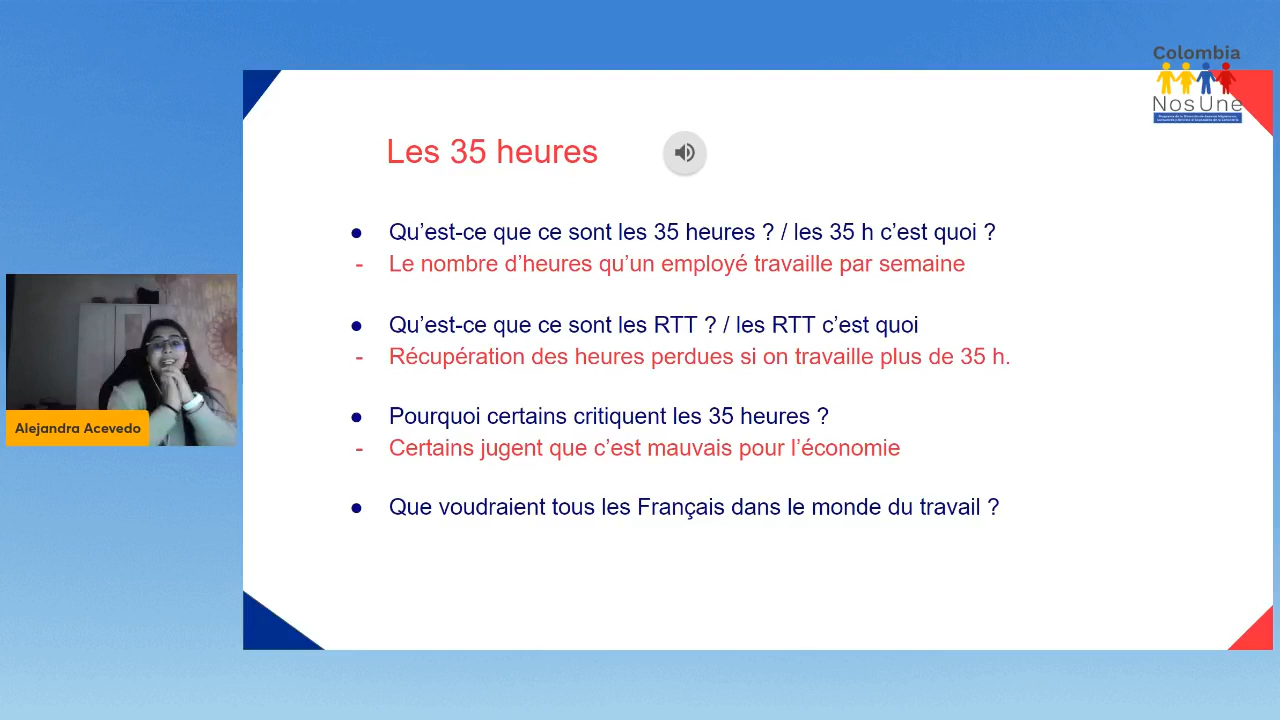 Colombia
NosUne
Les 35 heures
● Qu’est-ce que ce sont les 35 heures ? / les 35 h c’est quoi ?
- Le nombre d’heures qu’un employé travaille par semaine
● Qu’est-ce que ce sont les RTT ? / les RTT c’est quoi
- Récupération des heures perdues si on travaille plus de 35 h.
● Pourquoi certains critiquent les 35 heures ?
- Certains jugent que c’est mauvais pour l’économie
● Que voudraient tous les Français dans le monde du travail ?
Alejandra Acevedo